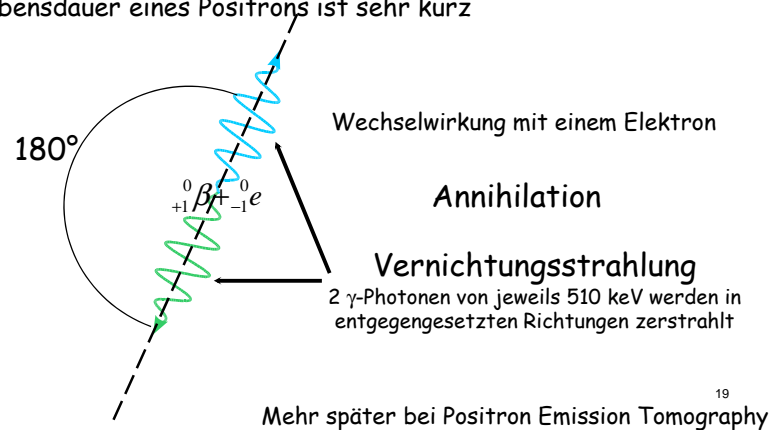 bensdauer eines Positrons ist sehr kurz
Wechselwirkung mit einem Elektron
180°
⁰₊₁β + ⁰₋₁e
Annihilation
Vernichtungsstrahlung
2 γ-Photonen von jeweils 510 keV werden in
entgegengesetzten Richtungen zerstrahlt
19
Mehr später bei Positron Emission Tomography